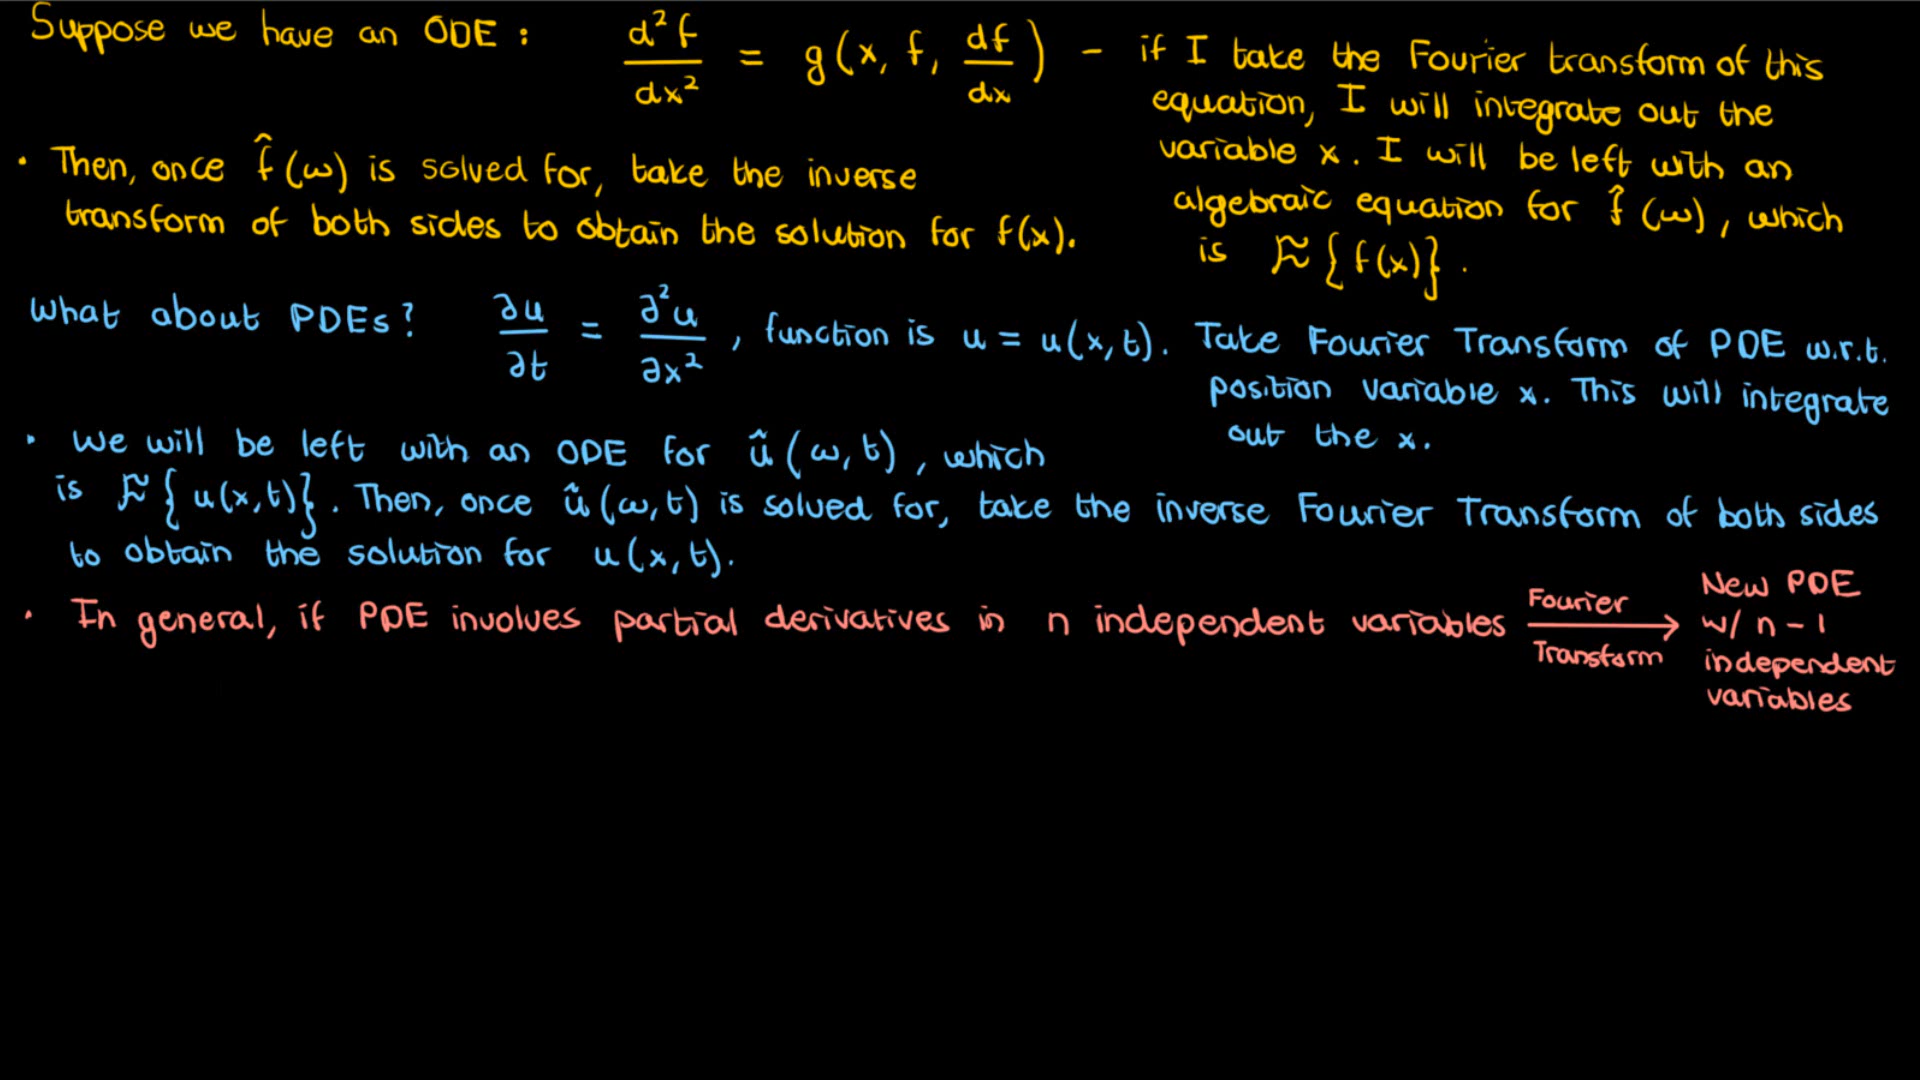 Suppose we have an ODE : d²f/dx² = g(x, f, df/dx) - if I take the Fourier transform of this
equation, I will integrate out the
variable x. I will be left with an
algebraic equation for f̂(ω), which
is ℱ{f(x)}.
• Then, once f̂(ω) is solved for, take the inverse
transform of both sides to obtain the solution for f(x).
What about PDEs? ∂u/∂t = ∂²u/∂x², function is u = u(x,t). Take Fourier Transform of PDE w.r.t.
position variable x. This will integrate
out the x.
• We will be left with an ODE for û(ω,t), which
is ℱ{u(x,t)}. Then, once û(ω,t) is solved for, take the inverse Fourier Transform of both sides
to obtain the solution for u(x,t).
• In general, if PDE involves partial derivatives in n independent variables
Fourier
Transform
New PDE
w/ n-1
independent
variables